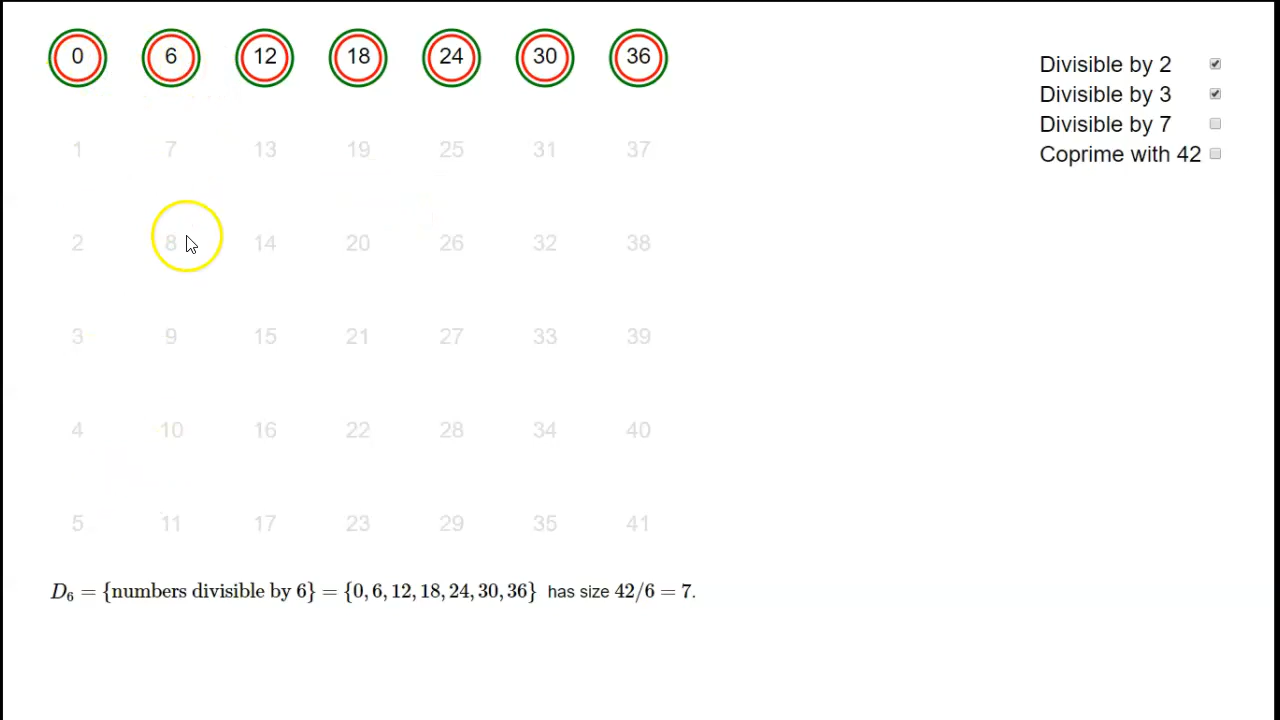 0 6 12 18 24 30 36
Divisible by 2
Divisible by 3
Divisible by 7
Coprime with 42
1 7 13 19 25 31 37
2 8 14 20 26 32 38
3 9 15 21 27 33 39
4 10 16 22 28 34 40
5 11 17 23 29 35 41
D₆ = {numbers divisible by 6} = {0, 6, 12, 18, 24, 30, 36} has size 42/6 = 7.